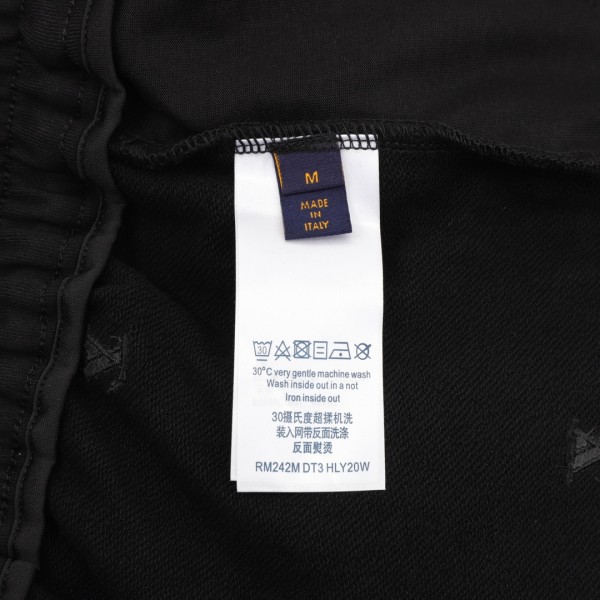 M
MADE
IN
ITALY
30
30°C very gentle machine wash
Wash inside out in a not
Iron inside out
30摄氏度超揉机洗
装入网带反面洗涤
反面熨烫
RM242M DT3 HLY20W